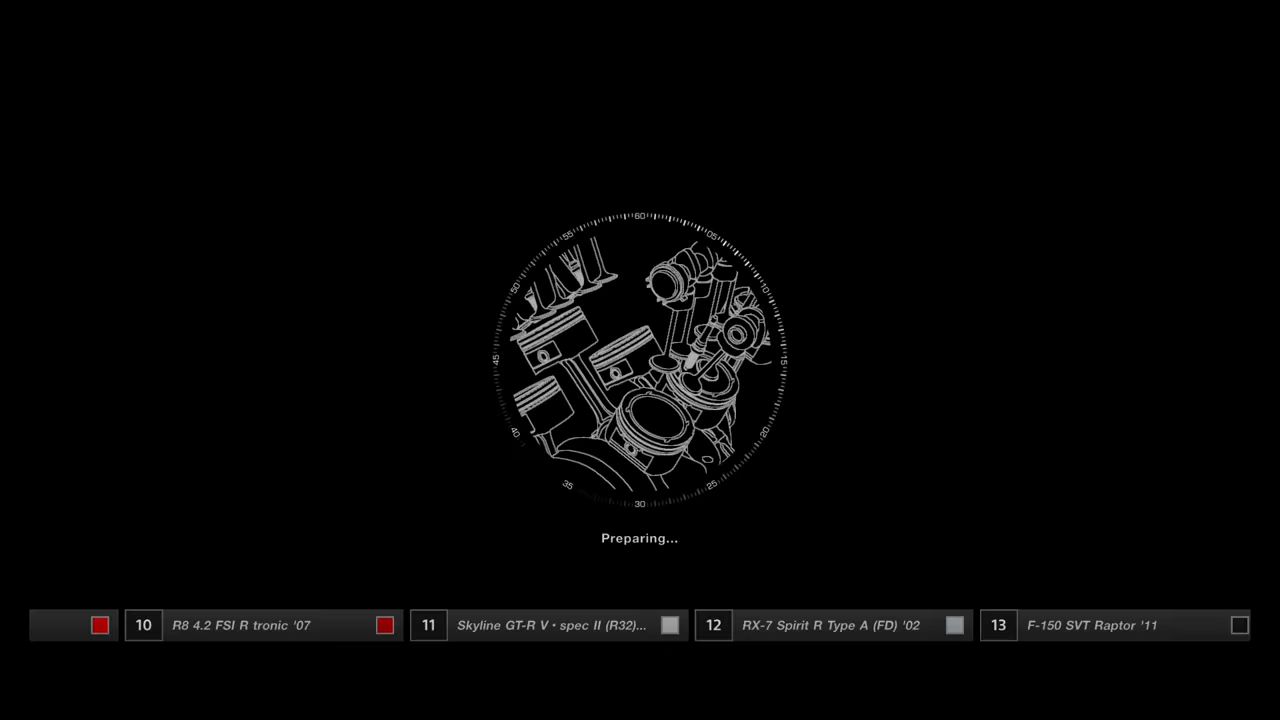 60
05
10
15
20
25
30
35
40
45
50
55
Preparing...
10 R8 4.2 FSI R tronic '07
11 Skyline GT-R V • spec II (R32)...
12 RX-7 Spirit R Type A (FD) '02
13 F-150 SVT Raptor '11